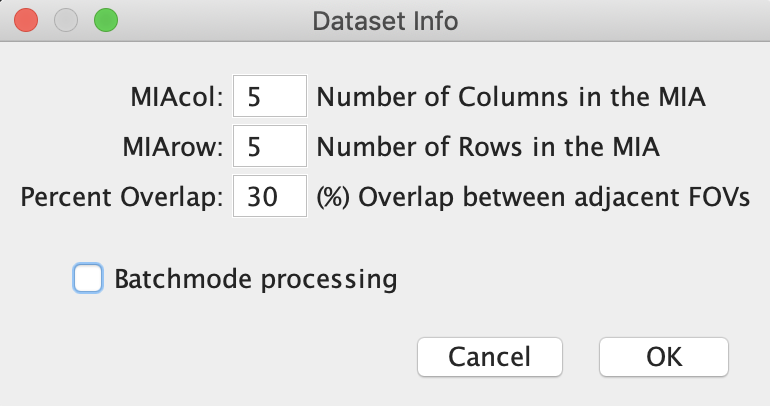 Dataset Info
MIAcol: 5 Number of Columns in the MIA
MIArow: 5 Number of Rows in the MIA
Percent Overlap: 30 (%) Overlap between adjacent FOVs
Batchmode processing
Cancel OK